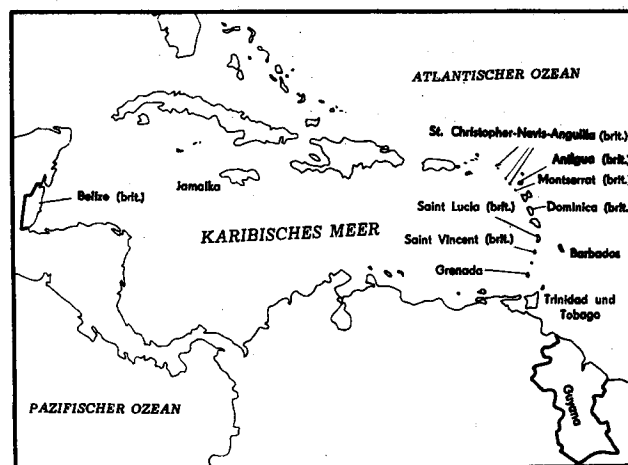 ATLANTISCHER OZEAN
St. Christopher-Nevis-Anguilla (brit.)
Antigua (brit.)
Montserrat (brit.)
Jamaika
Belize (brit.)
Saint Lucia (brit.)
Dominica (brit.)
KARIBISCHES MEER
Saint Vincent (brit.)
Barbados
Grenada
Trinidad und
Tobago
Guyana
PAZIFISCHER OZEAN